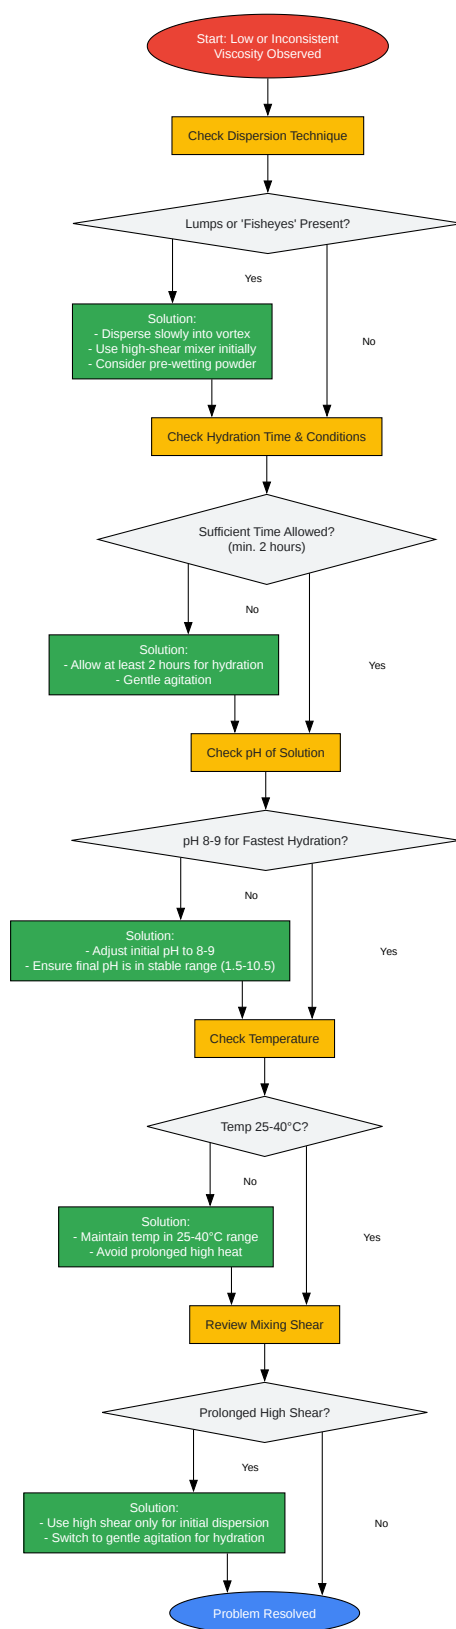 Start: Low or Inconsistent
Viscosity Observed
Check Dispersion Technique
Lumps or 'Fisheyes' Present?
Yes
Solution:
- Disperse slowly into vortex
- Use high-shear mixer initially
- Consider pre-wetting powder
No
Check Hydration Time & Conditions
Sufficient Time Allowed?
(min. 2 hours)
No
Solution:
- Allow at least 2 hours for hydration
- Gentle agitation
Yes
Check pH of Solution
pH 8-9 for Fastest Hydration?
No
Solution:
- Adjust initial pH to 8-9
- Ensure final pH is in stable range (1.5-10.5)
Yes
Check Temperature
Temp 25-40°C?
No
Solution:
- Maintain temp in 25-40°C range
- Avoid prolonged high heat
Yes
Review Mixing Shear
Prolonged High Shear?
Yes
Solution:
- Use high shear only for initial dispersion
- Switch to gentle agitation for hydration
No
Problem Resolved